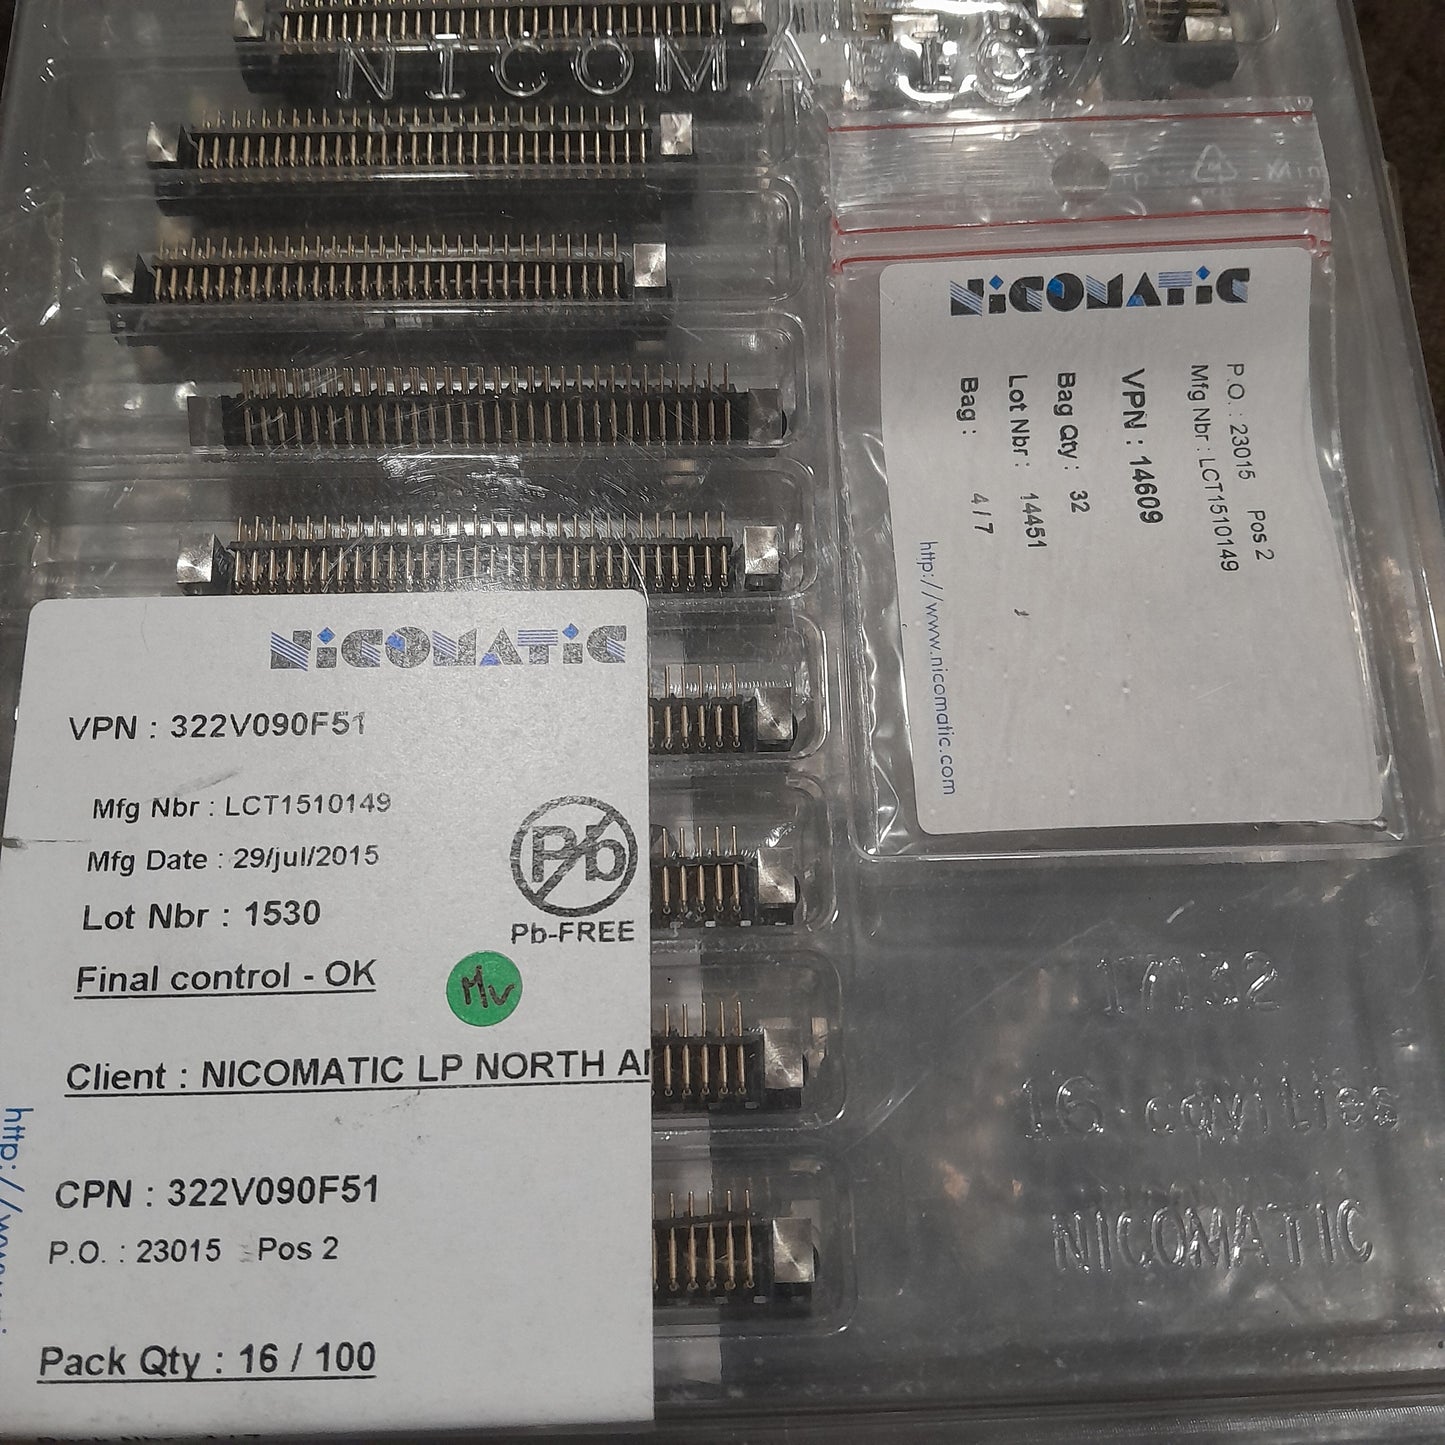 NICOMATIC
NICOMATIC
P.O. : 23015 Pos 2
Mfg Nbr : LCT1510149
VPN : 14609
Bag Qty : 32
Lot Nbr : 14451
Bag : 4 / 7
http://www.nicomatic.com
NICOMATIC
VPN : 322V090F51
Mfg Nbr : LCT1510149
Mfg Date : 29/jul/2015
Lot Nbr : 1530
Final control - OK
Pb
Pb-FREE
Mv
Client : NICOMATIC LP NORTH
CPN : 322V090F51
P.O. : 23015 Pos 2
Pack Qty : 16 / 100
16 cavities
NICOMATIC